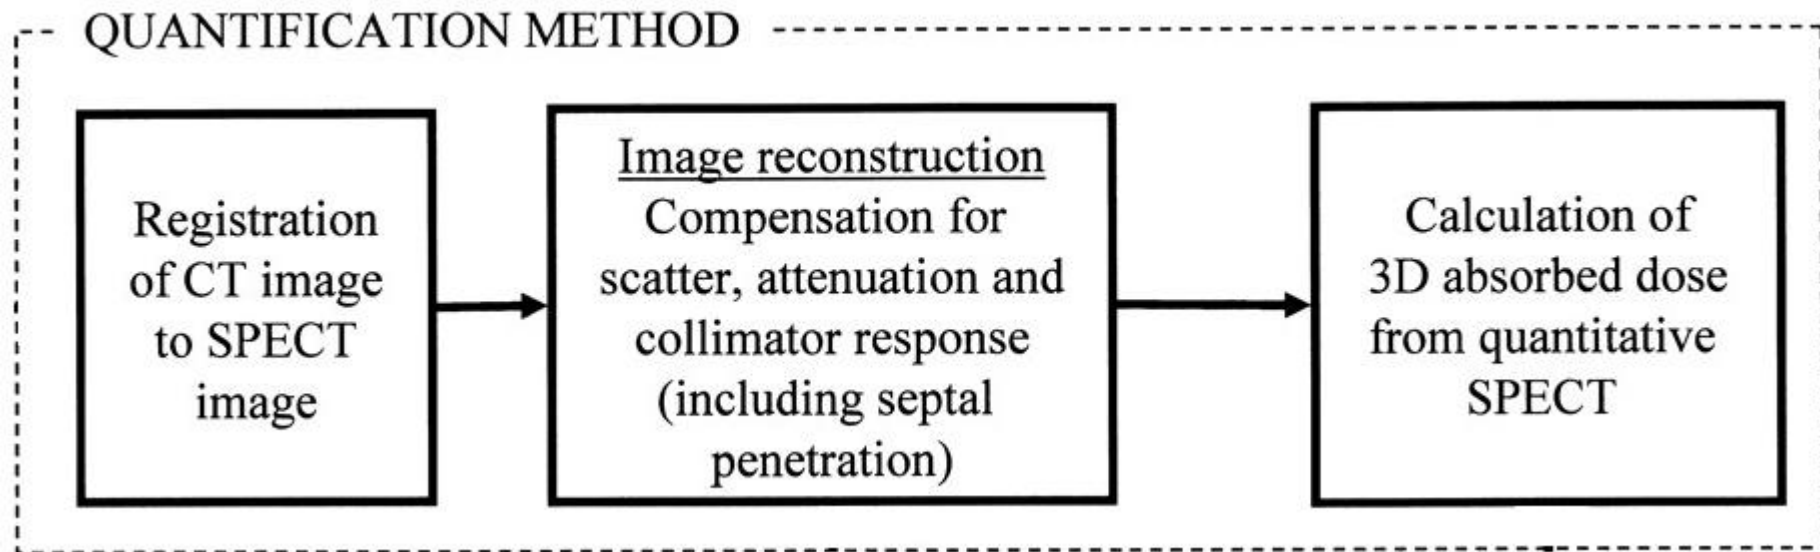 QUANTIFICATION METHOD
Registration
of CT image
to SPECT
image
Image reconstruction
Compensation for
scatter, attenuation and
collimator response
(including septal
penetration)
Calculation of
3D absorbed dose
from quantitative
SPECT